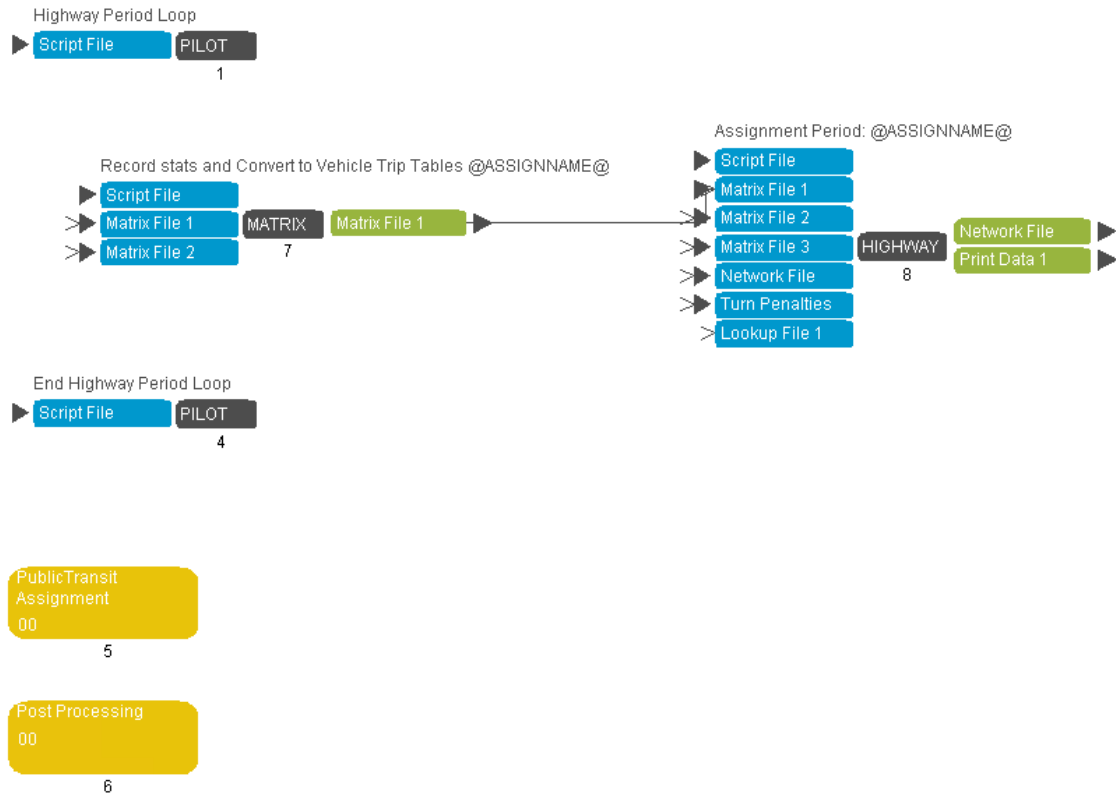 Highway Period Loop
Script File PILOT
1
Assignment Period: @ASSIGNNAME@
Script File
Matrix File 1
Matrix File 2
Matrix File 3 HIGHWAY
Network File
Turn Penalties
Lookup File 1
8
Network File
Print Data 1
Record stats and Convert to Vehicle Trip Tables @ASSIGNNAME@
Script File
Matrix File 1 MATRIX Matrix File 1
Matrix File 2
7
End Highway Period Loop
Script File PILOT
4
PublicTransit
Assignment
00
5
Post Processing
00
6